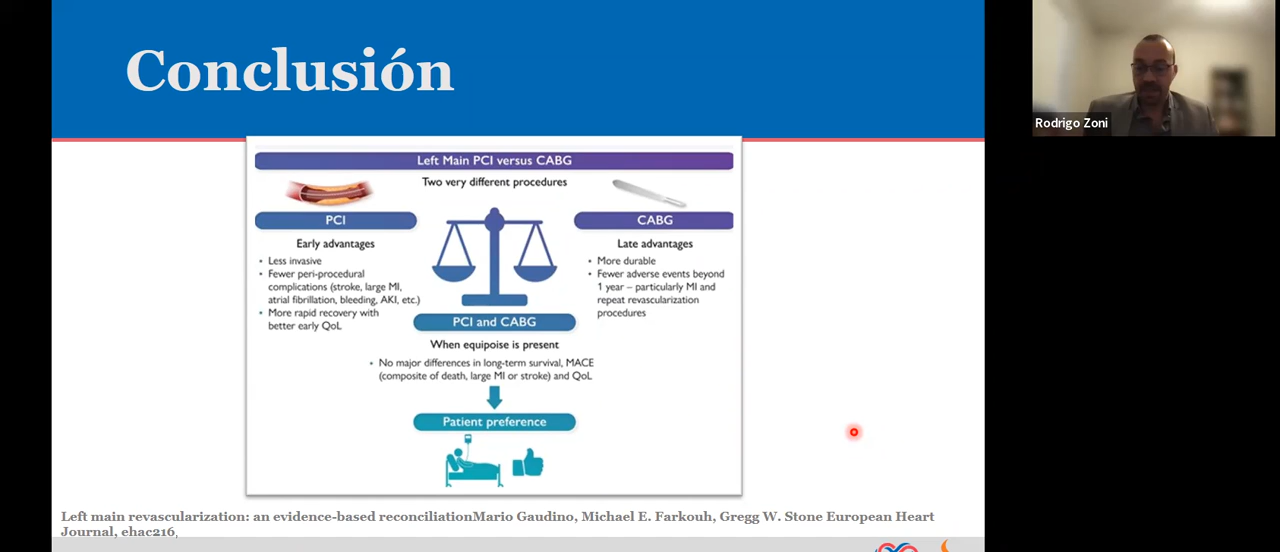 Conclusión
Rodrigo Zoni
Left Main PCI versus CABG
Two very different procedures
PCI
Early advantages
• Less invasive
• Fewer peri-procedural
complications (stroke, large MI,
atrial fibrillation, bleeding, AKI, etc.)
• More rapid recovery with
better early QoL
CABG
Late advantages
• More durable
• Fewer adverse events beyond
1 year – particularly MI and
repeat revascularization
procedures
PCI and CABG
When equipoise is present
• No major differences in long-term survival, MACE
(composite of death, large MI or stroke) and QoL
Patient preference
Left main revascularization: an evidence-based reconciliationMario Gaudino, Michael E. Farkouh, Gregg W. Stone European Heart
Journal, ehac216,